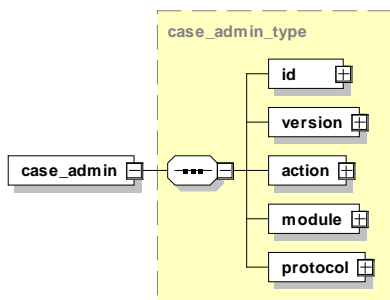 case_admin_type
id
version
case_admin
action
module
protocol